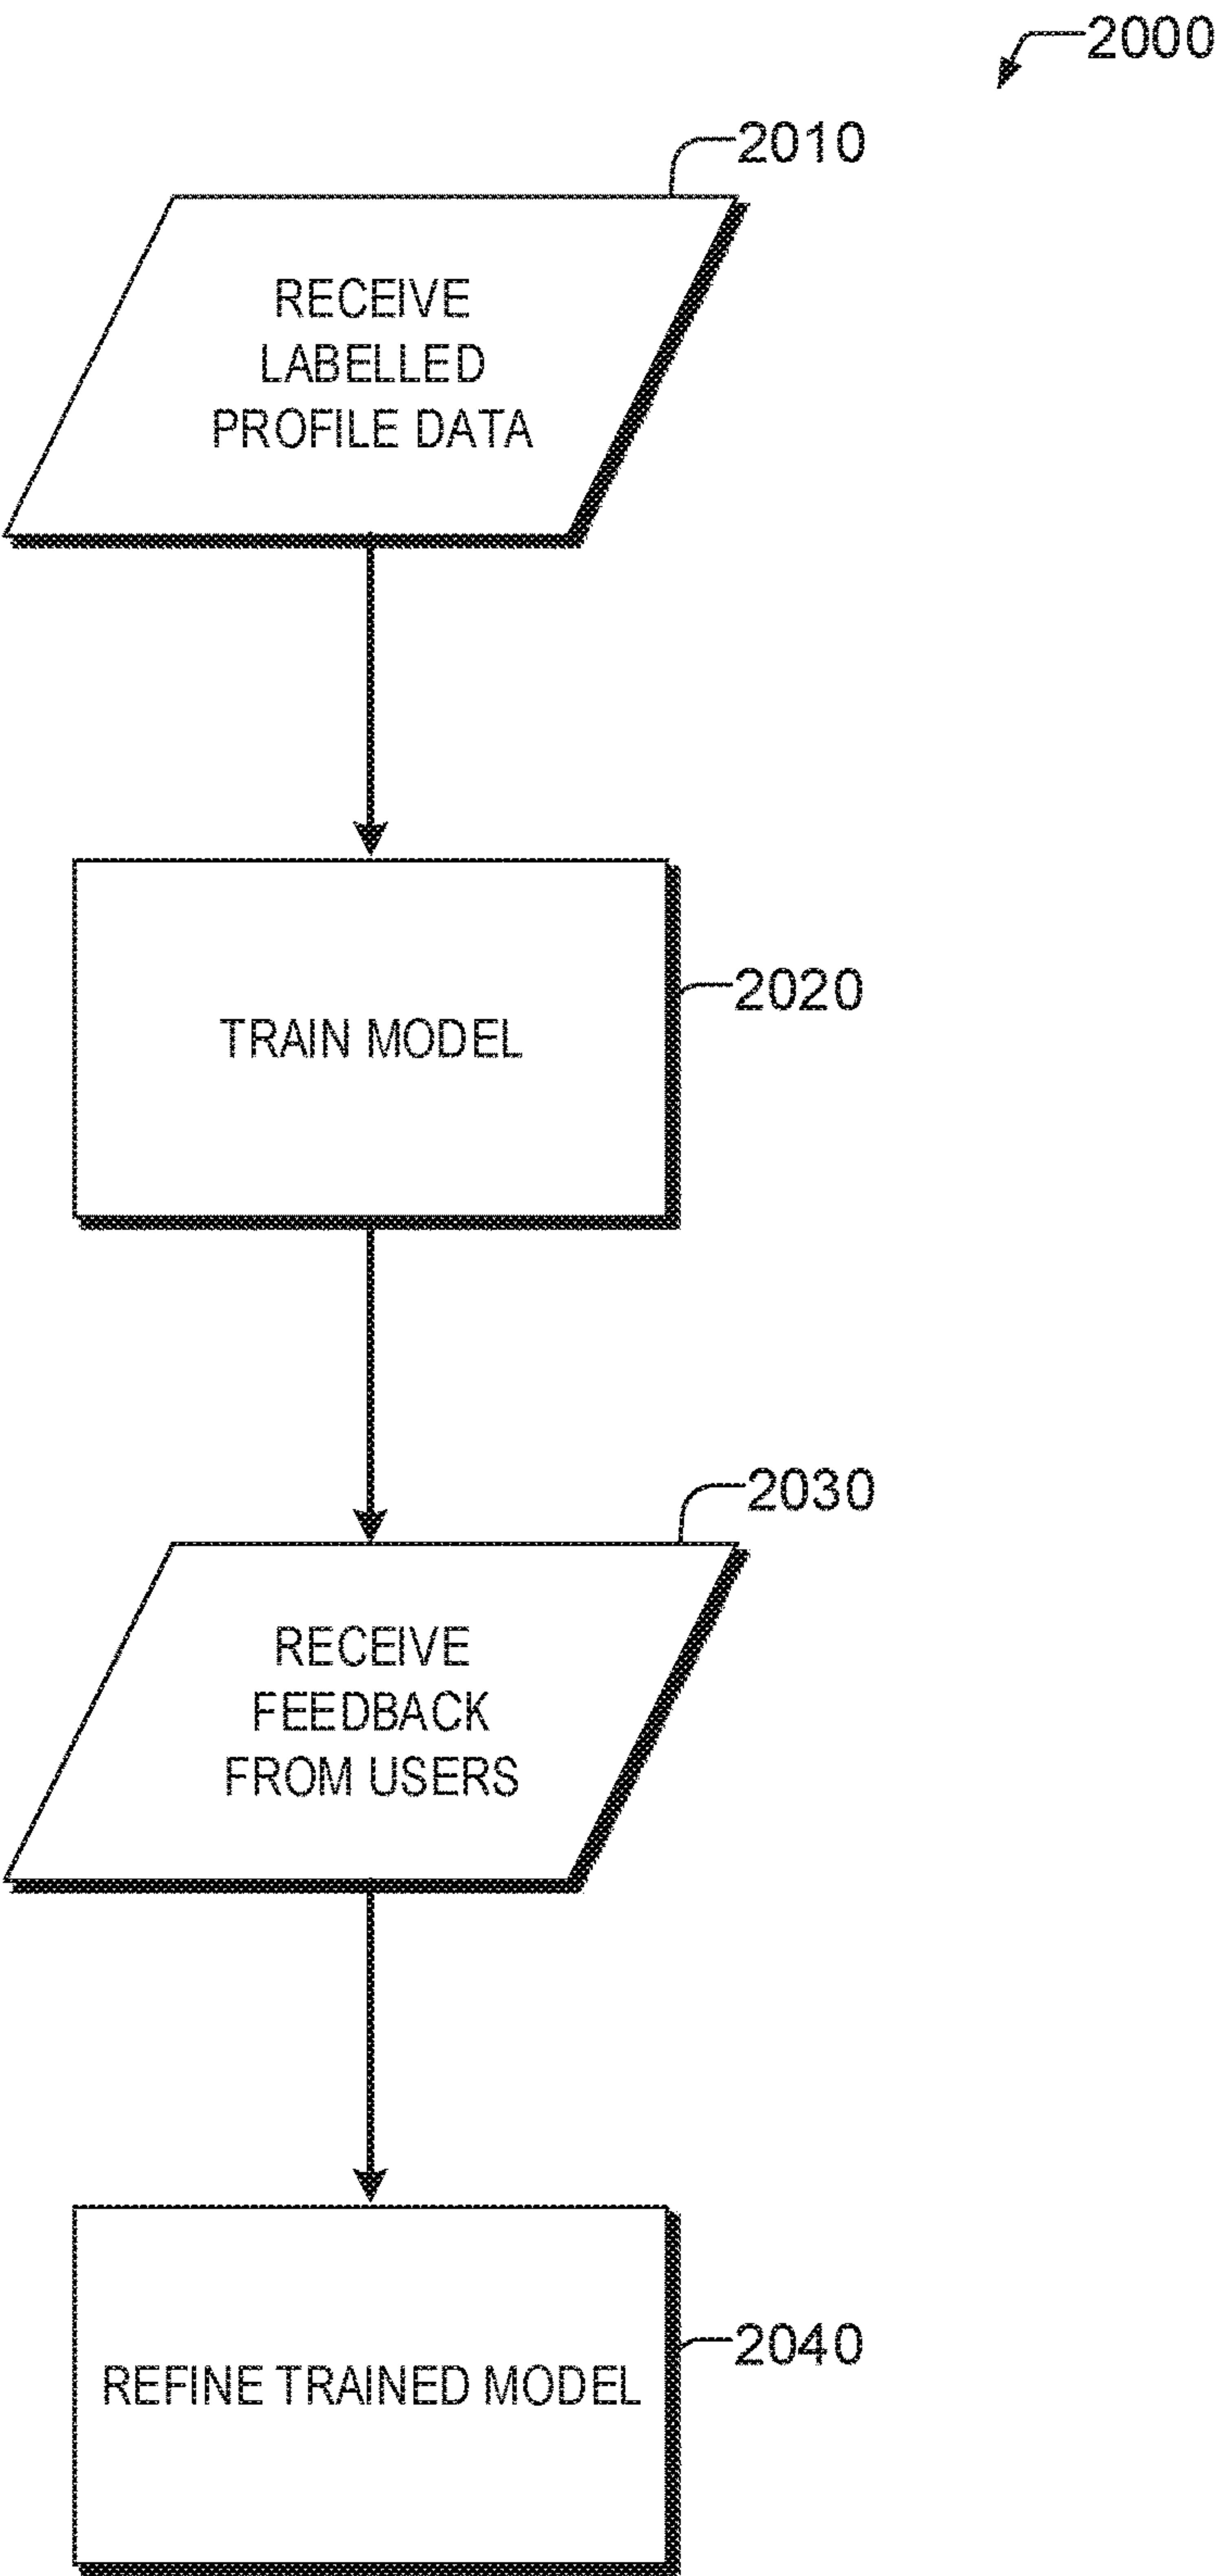 2000
2010
RECEIVE
LABELLED
PROFILE DATA
2020
TRAIN MODEL
2030
RECEIVE
FEEDBACK
FROM USERS
2040
REFINE TRAINED MODEL